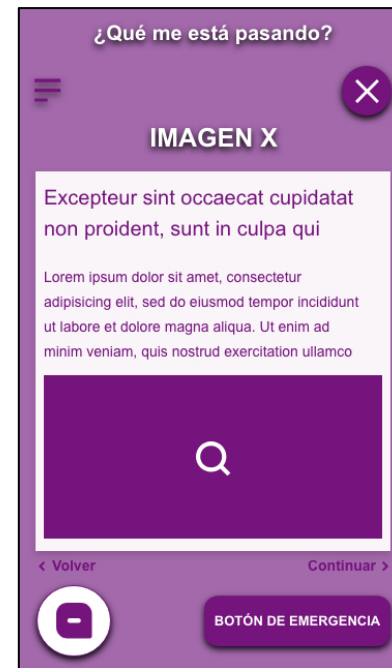 ¿Qué me está pasando?
IMAGEN X
Excepteur sint occaecat cupidatat
non proident, sunt in culpa qui
Lorem ipsum dolor sit amet, consectetur
adipisicing elit, sed do eiusmod tempor incididunt
ut labore et dolore magna aliqua. Ut enim ad
minim veniam, quis nostrud exercitation ullamco
‹ Volver
Continuar ›
BOTÓN DE EMERGENCIA